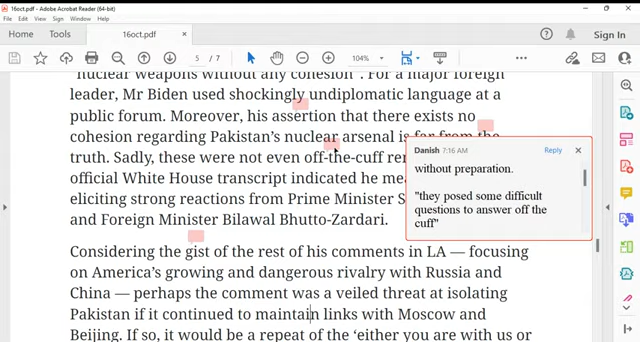 16oct.pdf - Adobe Acrobat Reader (64-bit)
File Edit View Sign Window Help
Home Tools 16oct.pdf × Sign In
5 / 7 104%
"nuclear weapons without any cohesion". For a major foreign
leader, Mr Biden used shockingly undiplomatic language at a
public forum. Moreover, his assertion that there exists no
cohesion regarding Pakistan's nuclear arsenal is far from the
truth. Sadly, these were not even off-the-cuff
official White House transcript indicated he
eliciting strong reactions from Prime Minister S
and Foreign Minister Bilawal Bhutto-Zardari.
Danish 7:16 AM Reply ×
without preparation.
"they posed some difficult
questions to answer off the
cuff"
Considering the gist of the rest of his comments in LA — focusing
on America's growing and dangerous rivalry with Russia and
China — perhaps the comment was a veiled threat at isolating
Pakistan if it continued to maintain links with Moscow and
Beijing. If so, it would be a repeat of the 'either you are with us or